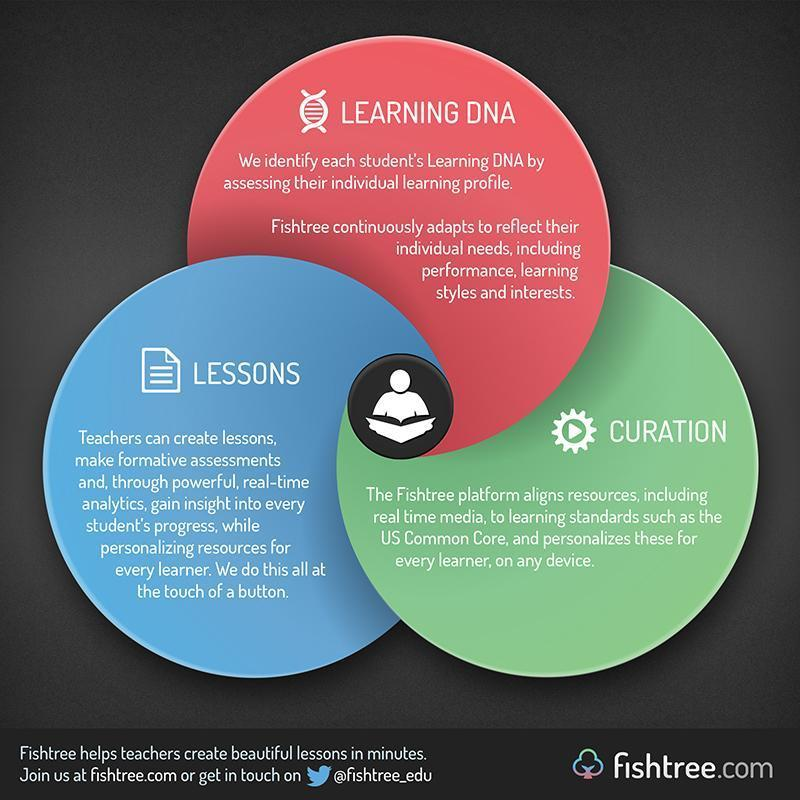 LEARNING DNA
We identify each student's Learning DNA by
assessing their individual learning profile.
Fishtree continuously adapts to reflect their
individual needs, including
performance, learning
styles and interests.
LESSONS
Teachers can create lessons,
make formative assessments
and, through powerful, real-time
analytics, gain insight into every
student's progress, while
personalizing resources for
every learner. We do this all at
the touch of a button.
CURATION
The Fishtree platform aligns resources, including
real time media, to learning standards such as the
US Common Core, and personalizes these for
every learner, on any device.
Fishtree helps teachers create beautiful lessons in minutes.
Join us at fishtree.com or get in touch on @fishtree_edu
fishtree.com